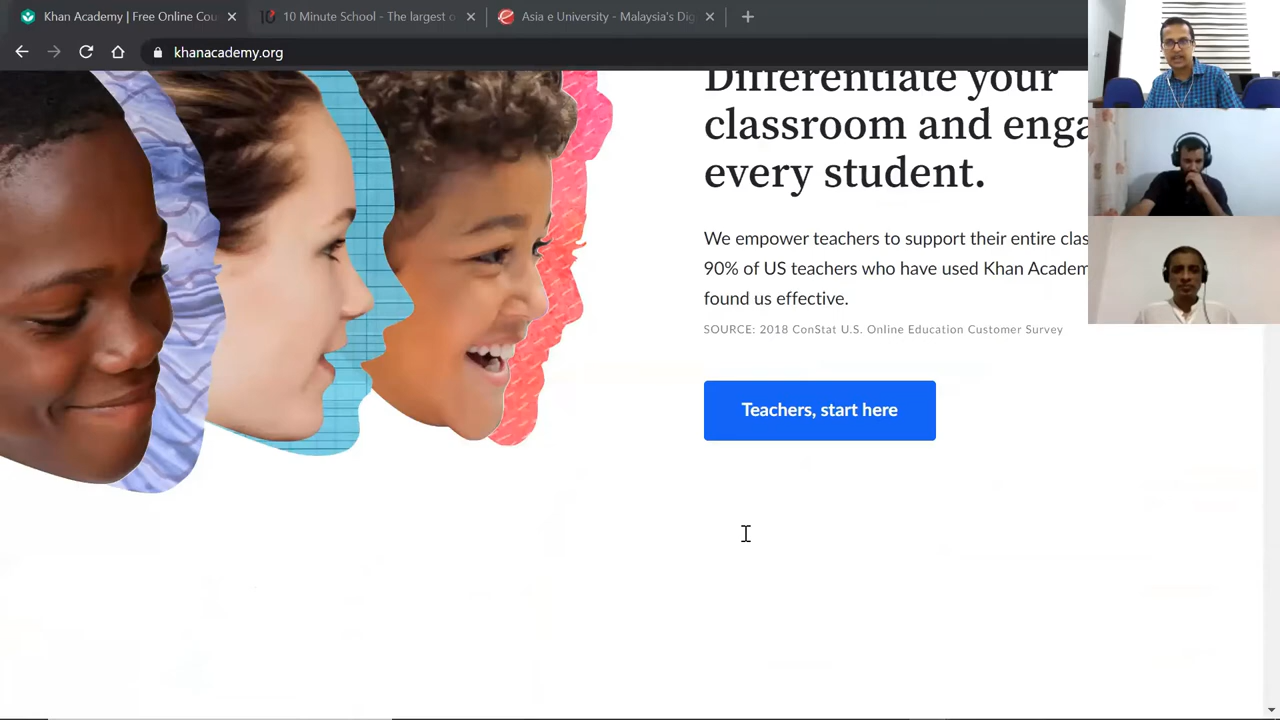 Khan Academy | Free Online Cou
10 Minute School - The largest o
e University - Malaysia's Dig
khanacademy.org
Differentiate your
classroom and enga
every student.
We empower teachers to support their entire clas
90% of US teachers who have used Khan Academ
found us effective.
SOURCE: 2018 ConStat U.S. Online Education Customer Survey
Teachers, start here